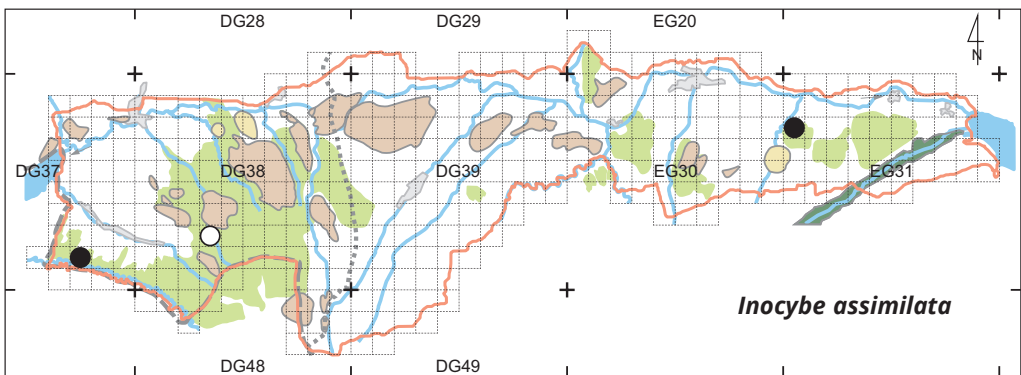 DG28 DG29 EG20
N
DG37 DG38 DG39 EG30 EG31
Inocybe assimilata
DG48 DG49